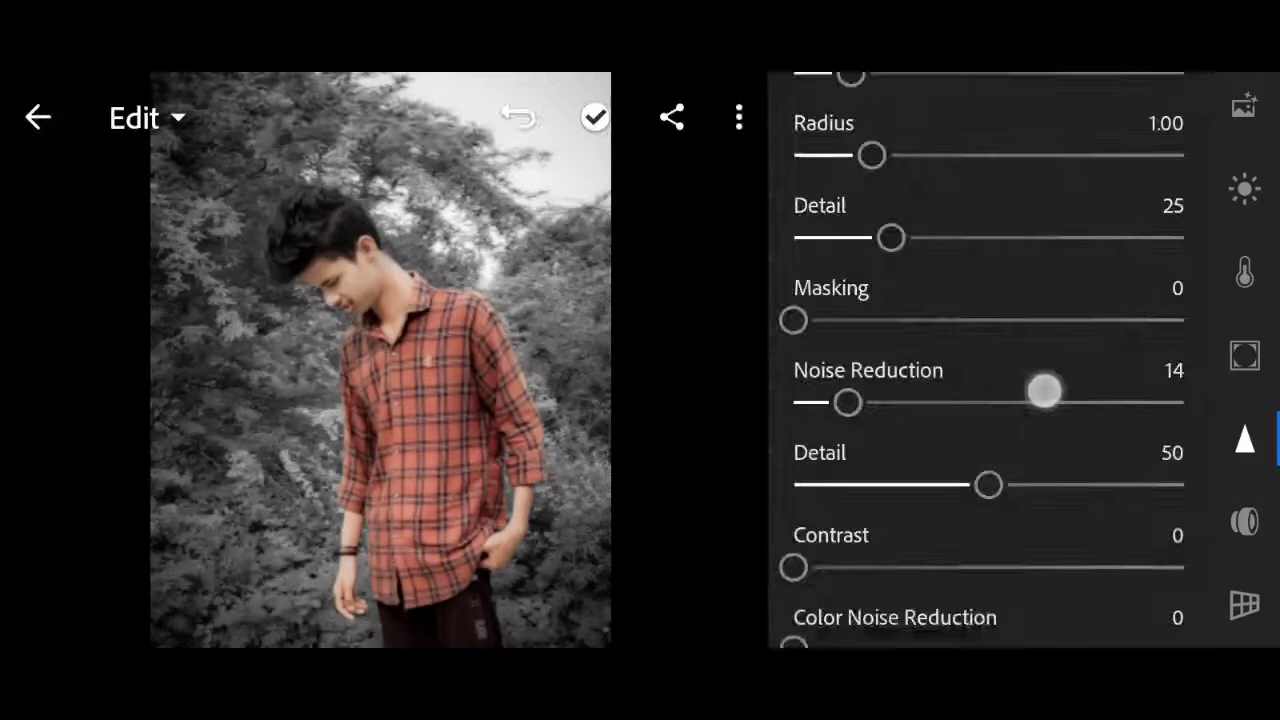 Edit
Radius 1.00
Detail 25
Masking 0
Noise Reduction 14
Detail 50
Contrast 0
Color Noise Reduction 0